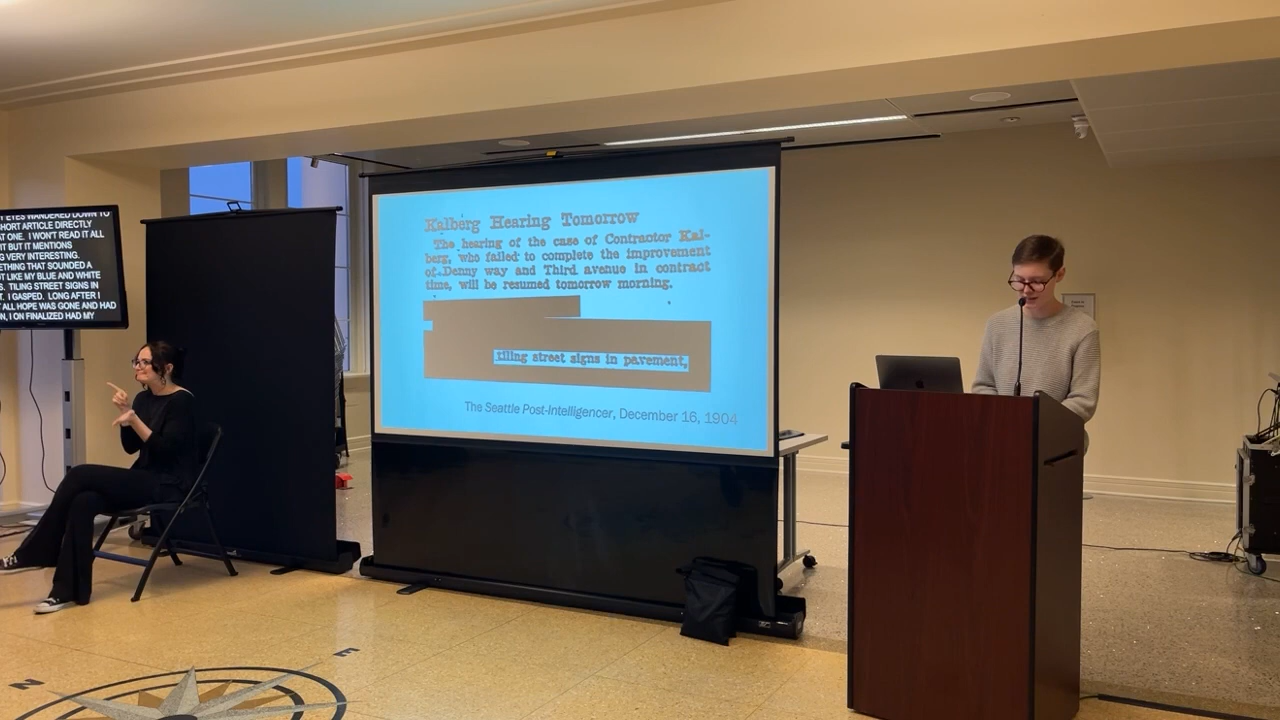 Y EYES WANDERED DOWN TO
SHORT ARTICLE DIRECTLY
AT ONE. I WON'T READ IT ALL
IT BUT IT MENTIONS
G VERY INTERESTING.
ETHING THAT SOUNDED A
T LIKE MY BLUE AND WHITE
S. TILING STREET SIGNS IN
T. I GASPED. LONG AFTER I
ALL HOPE WAS GONE AND HAD
N, I ON FINALIZED HAD MY
Kalberg Hearing Tomorrow
The hearing of the case of Contractor Kal-
berg, who failed to complete the improvement
of Denny way and Third avenue in contract
time, will be resumed tomorrow morning.
tiling street signs in pavement,
The Seattle Post-Intelligencer, December 16, 1904
N
E